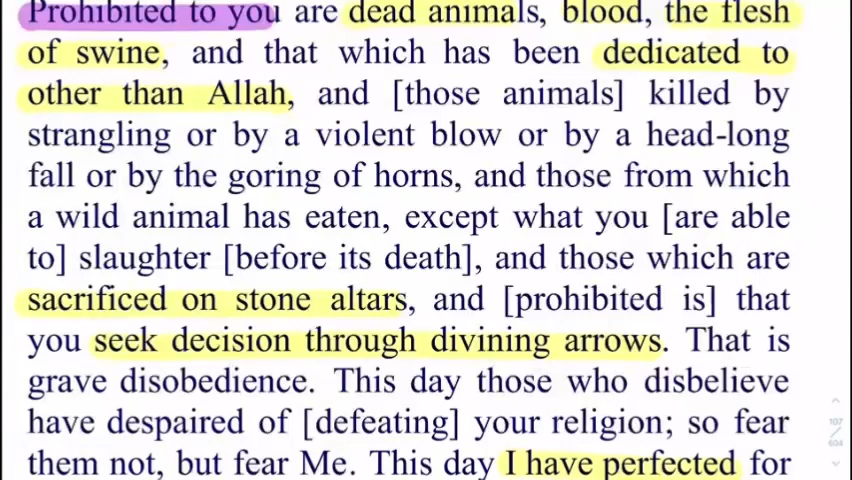 Prohibited to you are dead animals, blood, the flesh
of swine, and that which has been dedicated to
other than Allah, and [those animals] killed by
strangling or by a violent blow or by a head-long
fall or by the goring of horns, and those from which
a wild animal has eaten, except what you [are able
to] slaughter [before its death], and those which are
sacrificed on stone altars, and [prohibited is] that
you seek decision through divining arrows. That is
grave disobedience. This day those who disbelieve
have despaired of [defeating] your religion; so fear
them not, but fear Me. This day I have perfected for
107
604